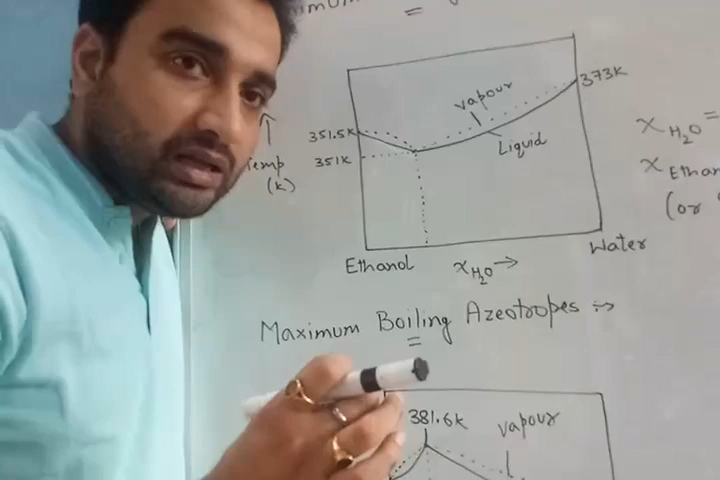 =
vapour
373K
351.5K
Liquid
351K
Temp
(K)
x H₂O =
x Ethan
(or
Ethanol
x H₂O →
Water
Maximum Boiling Azeotropes :→
=
381.6K
vapour